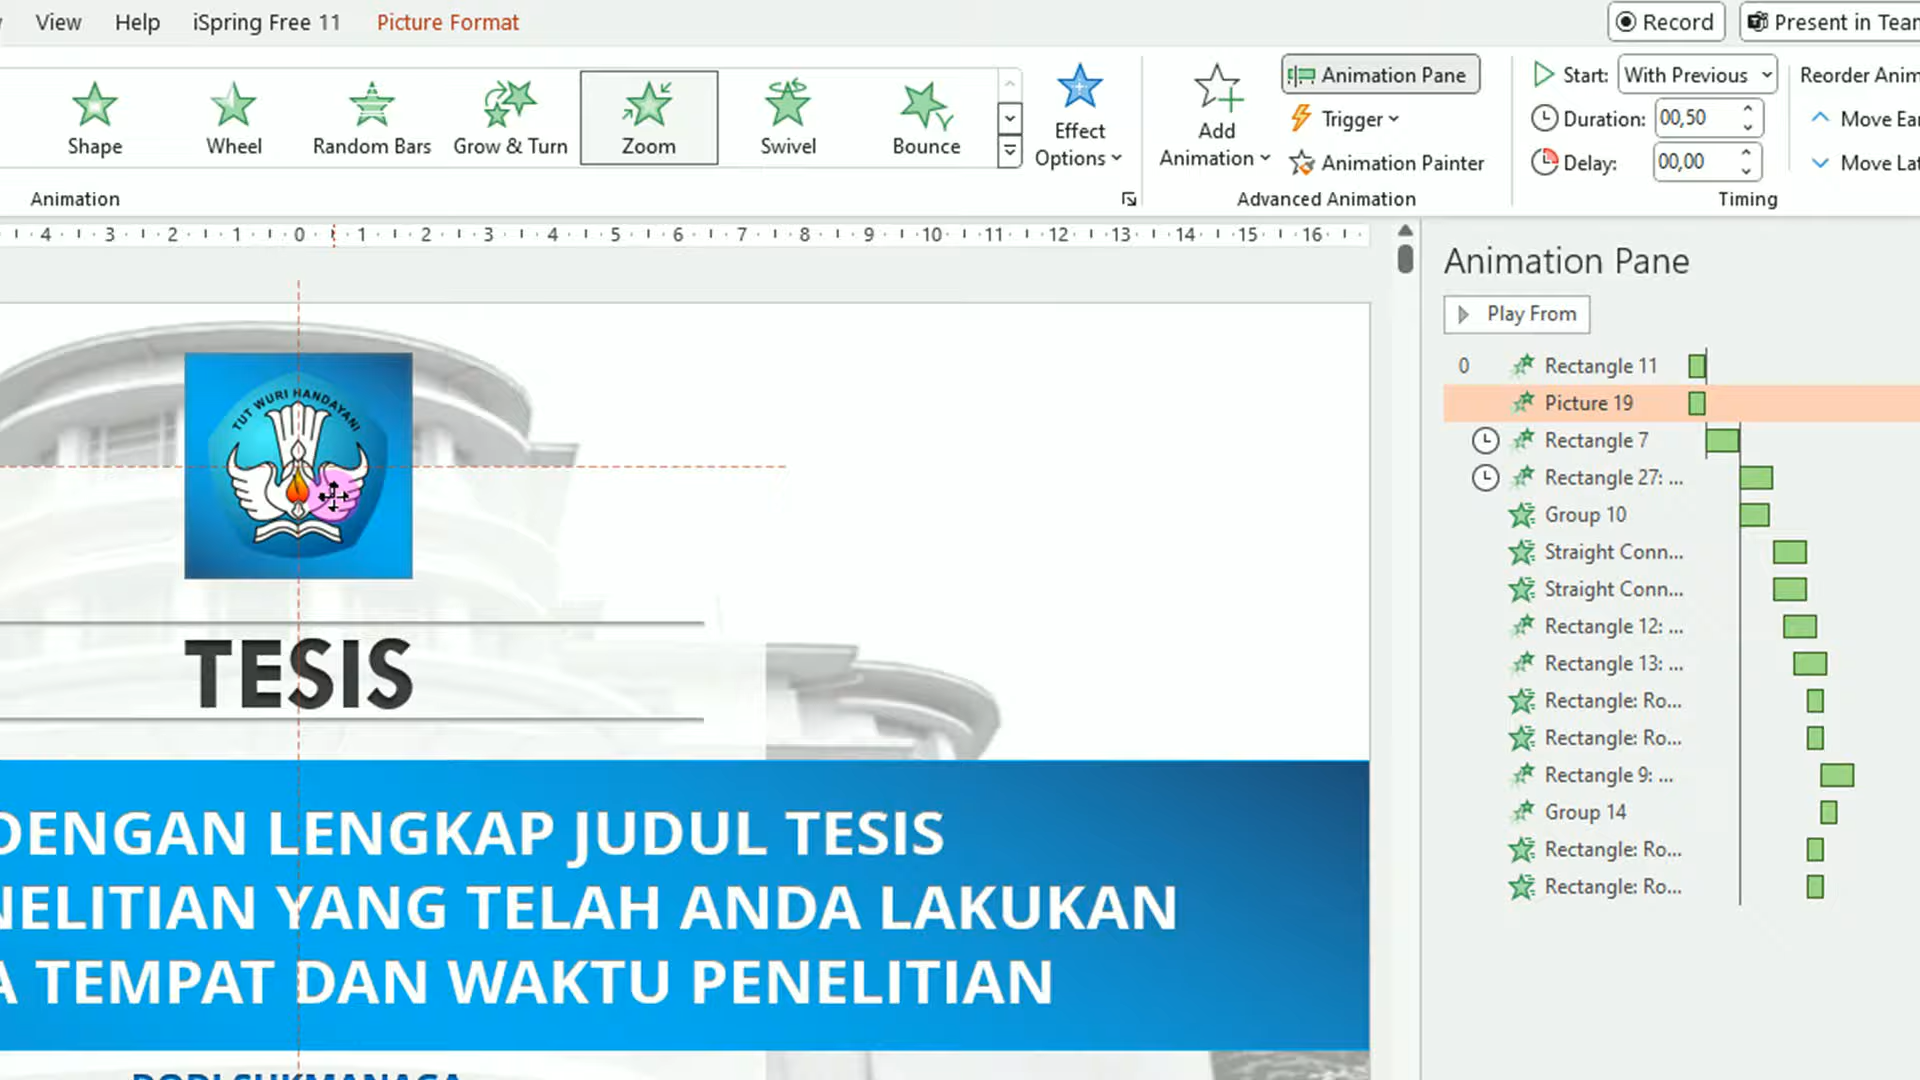 View Help iSpring Free 11 Picture Format Record Present in Team
Shape Wheel Random Bars Grow & Turn Zoom Swivel Bounce
Effect Options
Add Animation
Animation Pane
Trigger
Animation Painter
Start: With Previous
Duration: 00,50
Delay: 00,00
Reorder Anim
Move Ear
Move Lat
Animation Advanced Animation Timing
4 3 2 1 0 1 2 3 4 5 6 7 8 9 10 11 12 13 14 15 16
TUT WURI HANDAYANI
TESIS
DENGAN LENGKAP JUDUL TESIS
NELITIAN YANG TELAH ANDA LAKUKAN
A TEMPAT DAN WAKTU PENELITIAN
Animation Pane
Play From
0 Rectangle 11
Picture 19
Rectangle 7
Rectangle 27: ...
Group 10
Straight Conn...
Straight Conn...
Rectangle 12: ...
Rectangle 13: ...
Rectangle: Ro...
Rectangle: Ro...
Rectangle 9: ...
Group 14
Rectangle: Ro...
Rectangle: Ro...